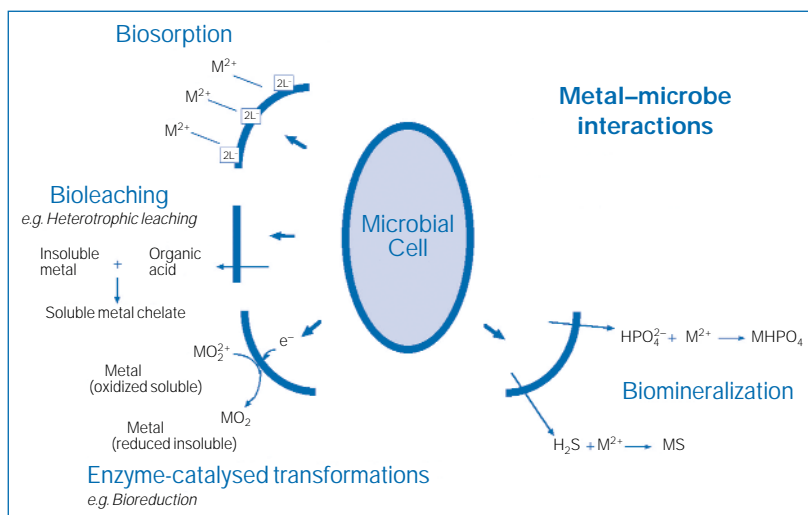 Biosorption
M²⁺
2L⁻
M²⁺
2L⁻
M²⁺
2L⁻
Metal–microbe
interactions
Bioleaching
e.g. Heterotrophic leaching
Insoluble
metal
+
Organic
acid
Soluble metal chelate
Microbial
Cell
MO₂²⁺
e⁻
Metal
(oxidized soluble)
MO₂
Metal
(reduced insoluble)
Enzyme-catalysed transformations
e.g. Bioreduction
HPO₄²⁻ + M²⁺ → MHPO₄
Biomineralization
H₂S + M²⁺ → MS